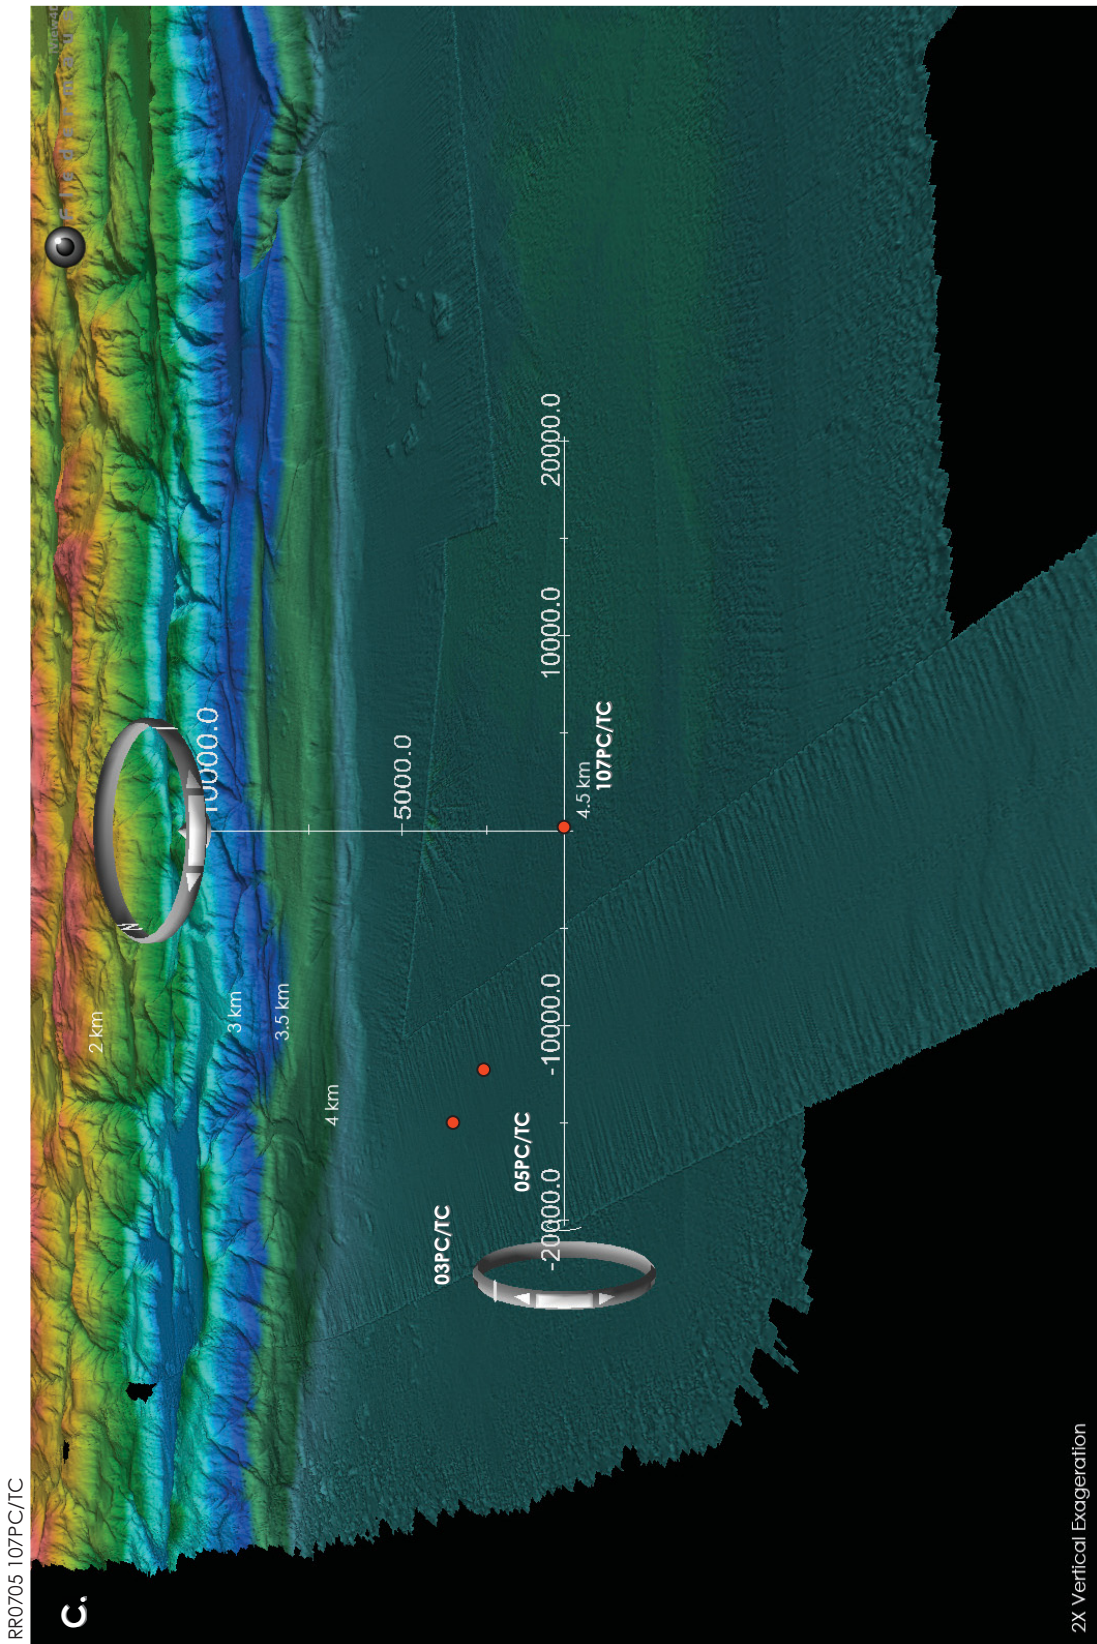 RR0705 107PC/TC
C.
2 km
3 km
3.5 km
4 km
10000.0
5000.0
03PC/TC
05PC/TC
-20000.0
-10000.0
10000.0
20000.0
4.5 km
107PC/TC
N
2X Vertical Exageration